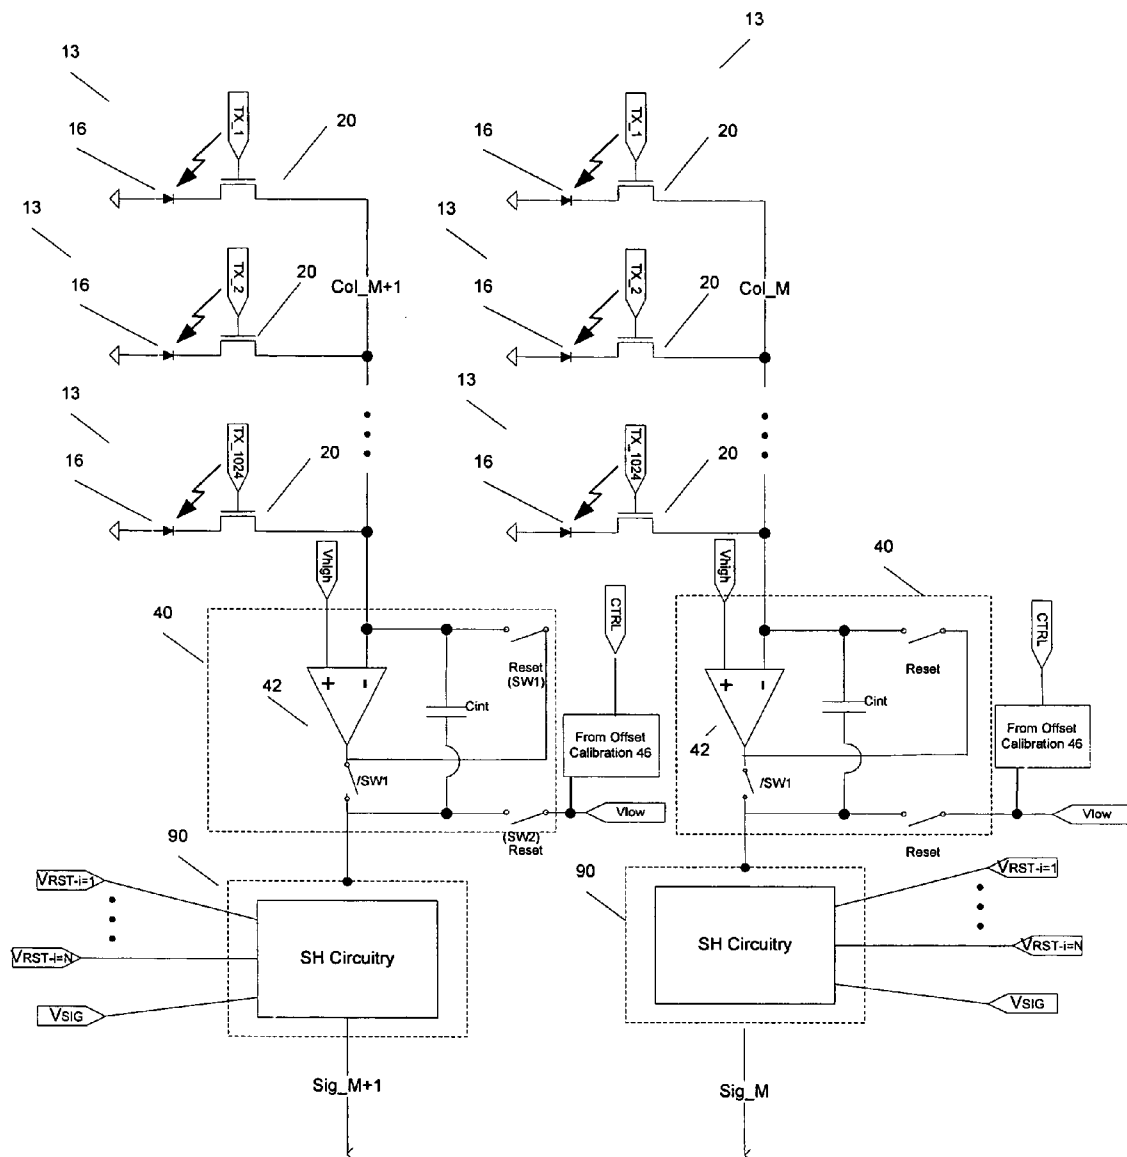 13
13
TX_1
20
16
TX_1
20
16
13
13
TX_2
20
Col_M+1
16
TX_2
20
Col_M
16
13
13
TX_1024
20
16
TX_1024
20
16
Vhigh
Vhigh
40
40
CTRL
CTRL
+
-
Reset
(SW1)
Cint
42
+
-
Reset
Cint
42
From Offset
Calibration 46
From Offset
Calibration 46
/SW1
/SW1
(SW2)
Reset
Vlow
Reset
Vlow
90
90
VRST-i=1
VRST-i=N
VSIG
SH Circuitry
SH Circuitry
VRST-i=1
VRST-i=N
VSIG
Sig_M+1
Sig_M